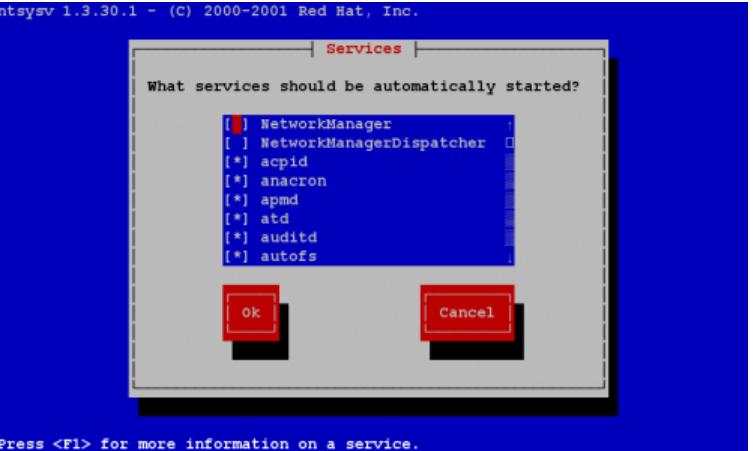 ntsysv 1.3.30.1 - (C) 2000-2001 Red Hat, Inc.
Services
What services should be automatically started?
[ ] NetworkManager
[ ] NetworkManagerDispatcher
[*] acpid
[*] anacron
[*] apmd
[*] atd
[*] auditd
[*] autofs
Ok Cancel
Press <F1> for more information on a service.